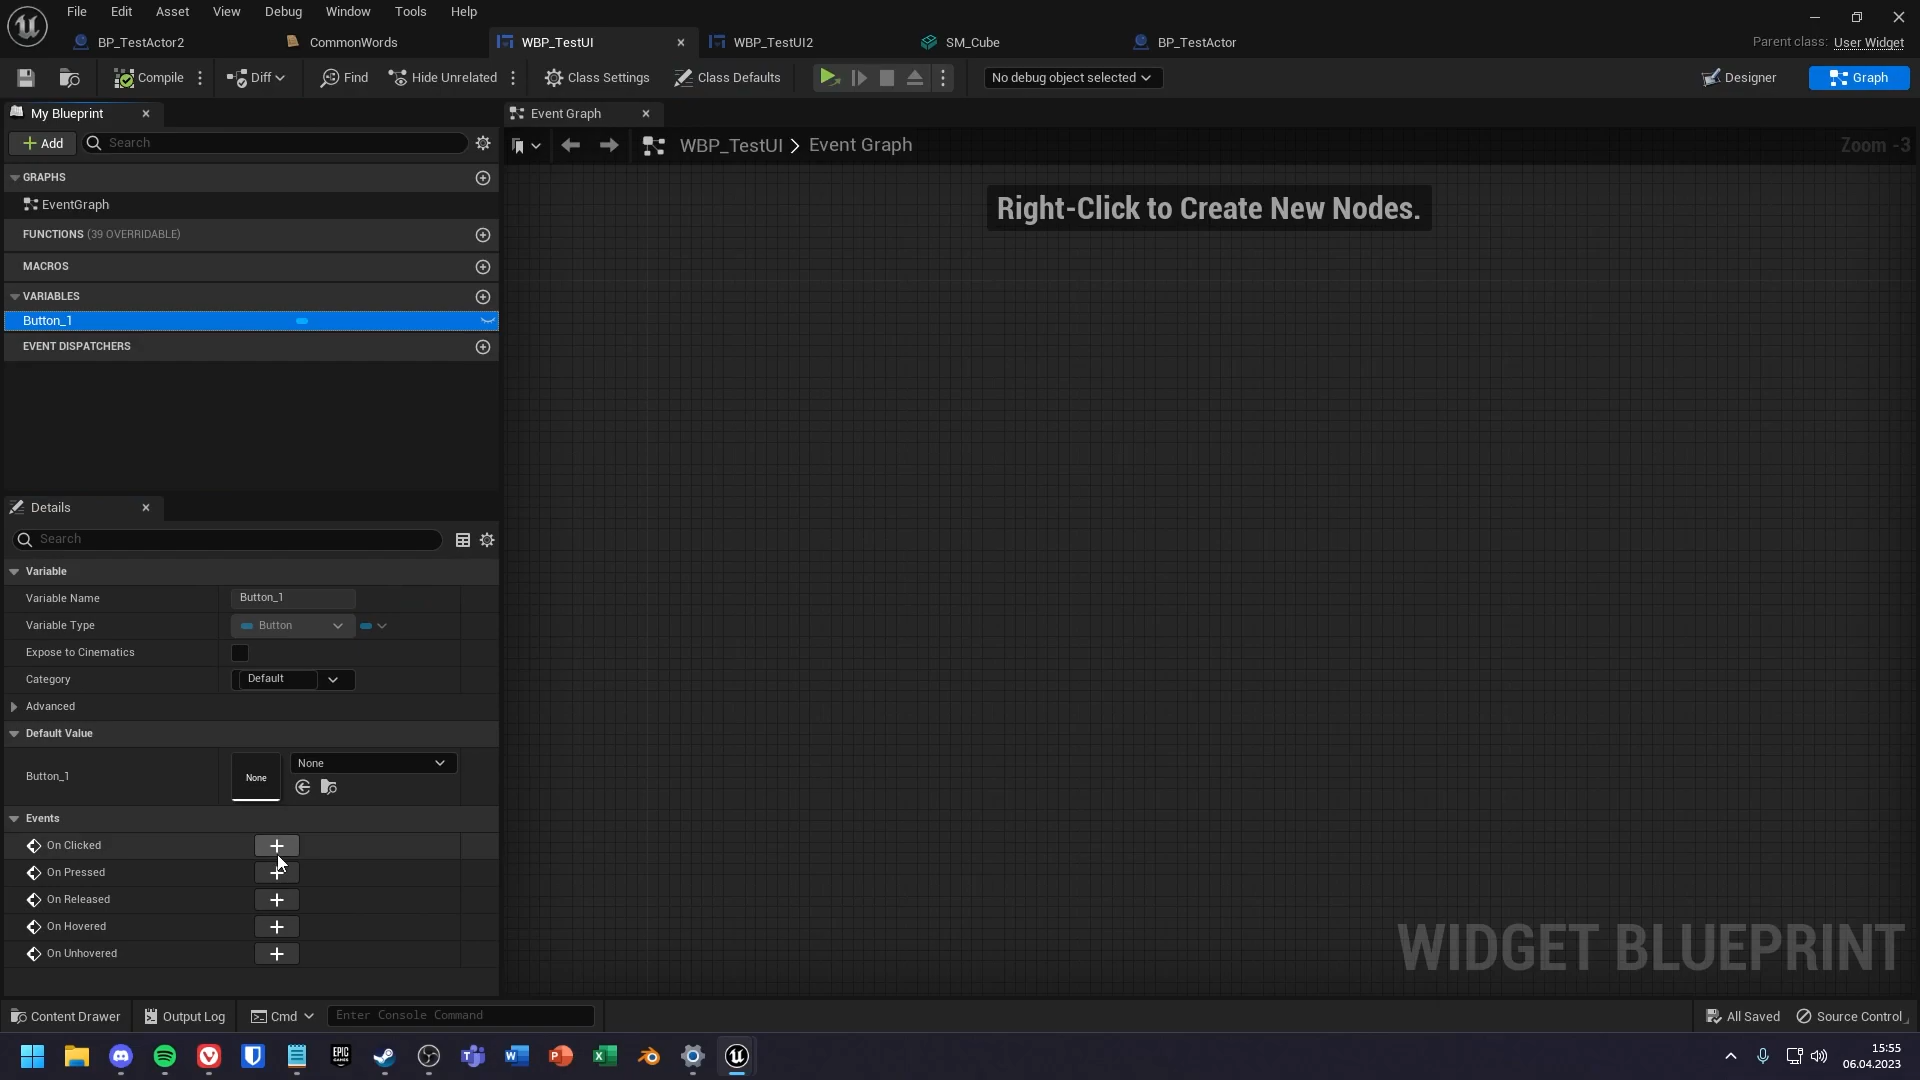 File Edit Asset View Debug Window Tools Help
BP_TestActor2 CommonWords WBP_TestUI WBP_TestUI2 SM_Cube BP_TestActor
Parent class: User Widget
Compile Diff Find Hide Unrelated Class Settings Class Defaults No debug object selected Designer Graph
My Blueprint
Event Graph
Add Search
WBP_TestUI > Event Graph
Zoom -3
GRAPHS
EventGraph
Right-Click to Create New Nodes.
FUNCTIONS (39 OVERRIDABLE)
MACROS
VARIABLES
Button_1
EVENT DISPATCHERS
Details
Search
Variable
Variable Name Button_1
Variable Type Button
Expose to Cinematics
Category Default
Advanced
Default Value
Button_1 None None
Events
On Clicked
On Pressed
On Released
On Hovered
On Unhovered
WIDGET BLUEPRINT
Content Drawer Output Log Cmd Enter Console Command All Saved Source Control
EPIC GAMES
15:55
06.04.2023